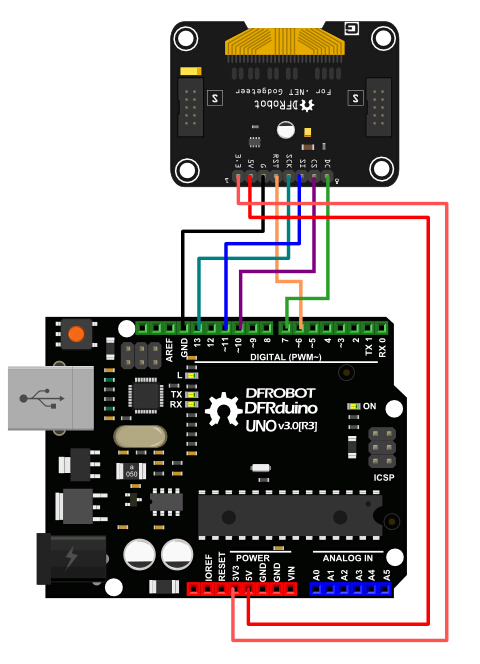 For .NET Gadgeteer
DFRobot
S
S
3.3
5V
G
RST
SCK
SI
CS
DC
AREF
GND
13
12
~11
~10
~9
8
7
~6
~5
4
~3
2
TX 1
RX 0
DIGITAL (PWM~)
L
TX
RX
DFROBOT
DFRduino
UNO v3.0[R3]
ON
ICSP
a
050
POWER
ANALOG IN
IOREF
RESET
3V3
5V
GND
GND
VIN
A0
A1
A2
A3
A4
A5